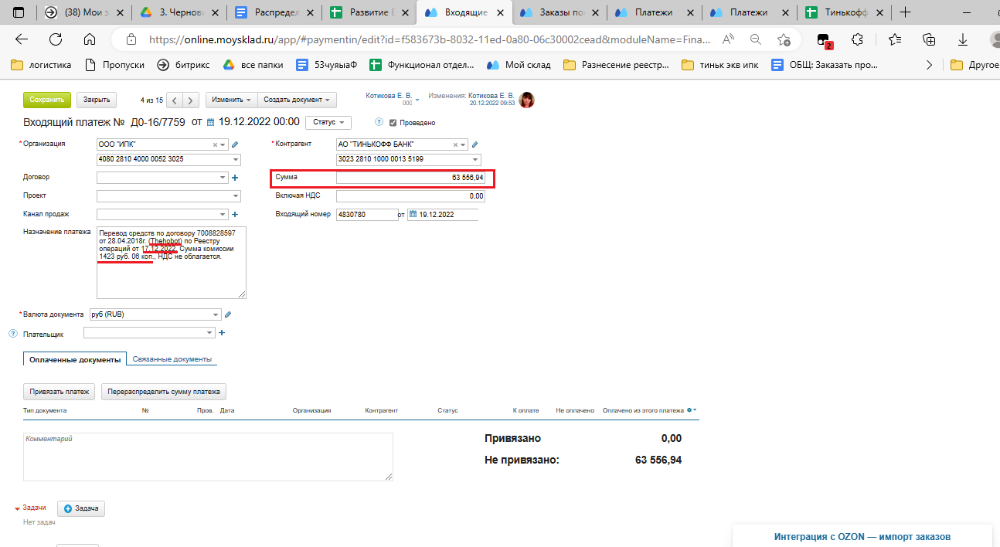 (38) Мои з
3. Чернови
Распредел
Развитие Е
Входящие
Заказы по
Платежи
Платежи
Тинькофф
https://online.moysklad.ru/app/#paymentin/edit?id=f583673b-8032-11ed-0a80-06c30002cead&moduleName=Fina...
2
логистика
Пропуски
битрикс
все папки
53чуяыаФ
Функционал отдел...
Мой склад
Разнесение реестр...
тиньк экв ипк
ОБЩ: Заказать про...
Другое
Сохранить Закрыть 4 из 15 Изменить Создать документ
Котикова Е. В.
000
Изменения: Котикова Е. В.
20.12.2022 09:53
Входящий платеж № Д0-16/7759 от 19.12.2022 00:00 Статус ? Проведено
* Организация ООО "ИПК"
4080 2810 4000 0052 3025
* Контрагент АО "ТИНЬКОФФ БАНК"
3023 2810 1000 0013 5199
Договор
Сумма 63 556,94
Проект
Включая НДС 0,00
Канал продаж
Входящий номер 4830780 от 19.12.2022
Назначение платежа
Перевод средств по договору 7008828597
от 28.04.2018г. (Thehobot) по Реестру
операций от 17.12.2022. Сумма комиссии
1423 руб. 06 коп., НДС не облагается.
* Валюта документа руб (RUB)
? Плательщик
Оплаченные документы Связанные документы
Привязать платеж Перераспределить сумму платежа
Тип документа № Пров. Дата Организация Контрагент Статус К оплате Не оплачено Оплачено из этого платежа
Комментарий
Привязано 0,00
Не привязано: 63 556,94
Задачи Задача
Нет задач
Интеграция с OZON — импорт заказов